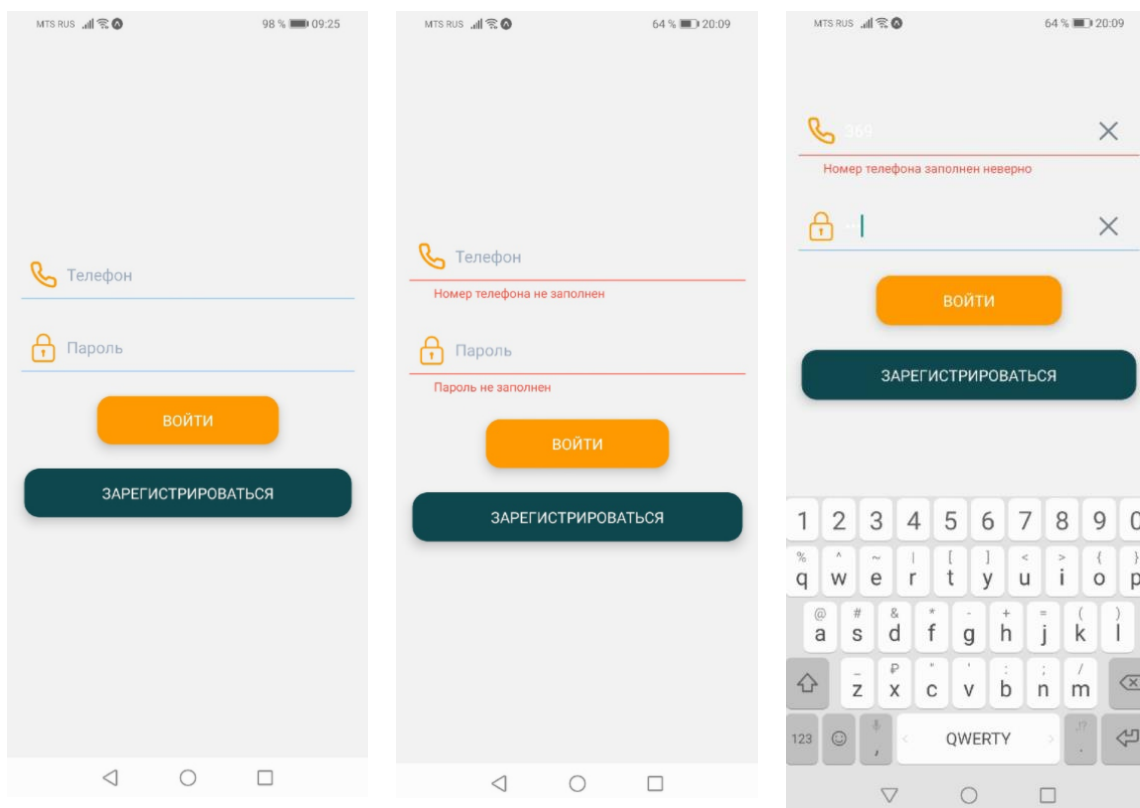 MTS RUS 98 % 09:25
Телефон
Пароль
ВОЙТИ
ЗАРЕГИСТРИРОВАТЬСЯ
MTS RUS 64 % 20:09
Телефон
Номер телефона не заполнен
Пароль
Пароль не заполнен
ВОЙТИ
ЗАРЕГИСТРИРОВАТЬСЯ
MTS RUS 64 % 20:09
369
Номер телефона заполнен неверно
ВОЙТИ
ЗАРЕГИСТРИРОВАТЬСЯ
1 2 3 4 5 6 7 8 9 0
% ^ ~ | [ ] < > { }
q w e r t y u i o p
@ # & * - + = ( )
a s d f g h j k l
_ ₽ " ' : ; /
z x c v b n m
123 , QWERTY .